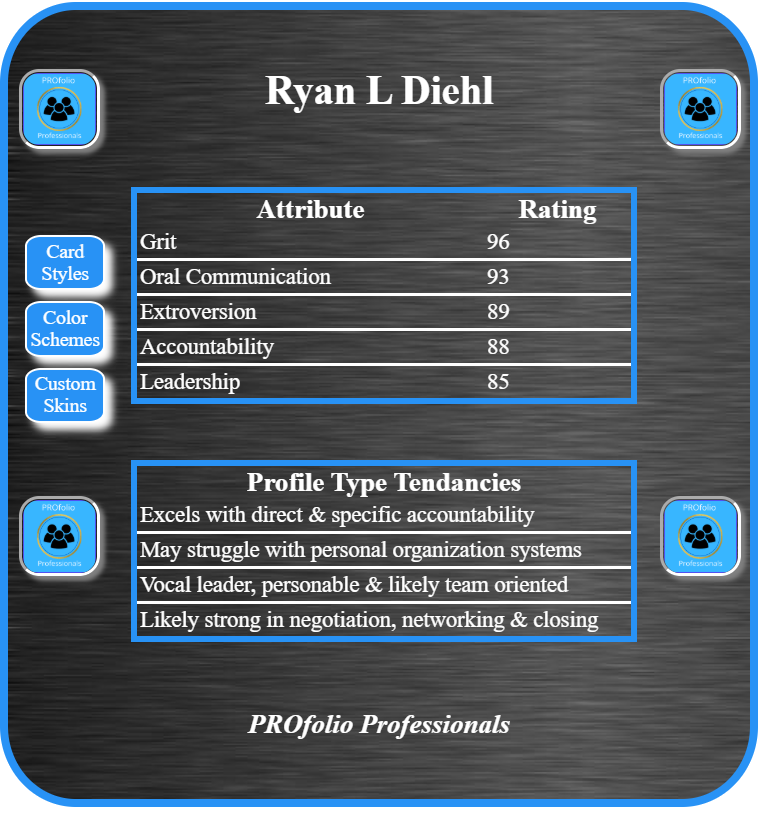 PROfolio
Professionals
Ryan L Diehl
PROfolio
Professionals
Attribute Rating
Grit 96
Oral Communication 93
Extroversion 89
Accountability 88
Leadership 85
Card
Styles
Color
Schemes
Custom
Skins
Profile Type Tendancies
Excels with direct & specific accountability
May struggle with personal organization systems
Vocal leader, personable & likely team oriented
Likely strong in negotiation, networking & closing
PROfolio
Professionals
PROfolio
Professionals
PROfolio Professionals